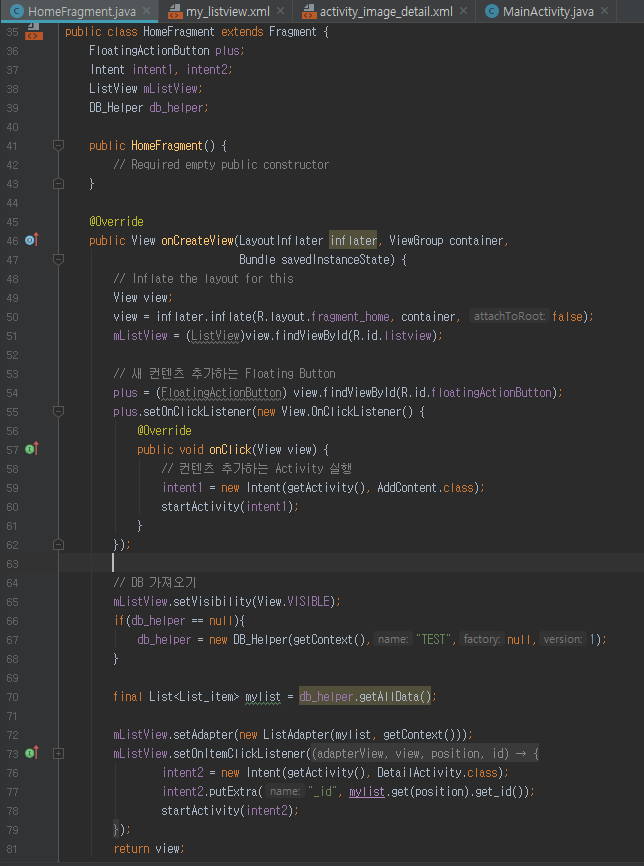 HomeFragment.java my_listview.xml activity_image_detail.xml MainActivity.java
35 public class HomeFragment extends Fragment {
36 FloatingActionButton plus;
37 Intent intent1, intent2;
38 ListView mListView;
39 DB_Helper db_helper;
40
41 public HomeFragment() {
42 // Required empty public constructor
43 }
44
45 @Override
46 public View onCreateView(LayoutInflater inflater, ViewGroup container,
47 Bundle savedInstanceState) {
48 // Inflate the layout for this
49 View view;
50 view = inflater.inflate(R.layout.fragment_home, container, attachToRoot: false);
51 mListView = (ListView)view.findViewById(R.id.listview);
52
53 // 새 컨텐츠 추가하는 Floating Button
54 plus = (FloatingActionButton) view.findViewById(R.id.floatingActionButton);
55 plus.setOnClickListener(new View.OnClickListener() {
56 @Override
57 public void onClick(View view) {
58 // 컨텐츠 추가하는 Activity 실행
59 intent1 = new Intent(getActivity(), AddContent.class);
60 startActivity(intent1);
61 }
62 });
63
64 // DB 가져오기
65 mListView.setVisibility(View.VISIBLE);
66 if(db_helper == null){
67 db_helper = new DB_Helper(getContext(), name: "TEST", factory: null, version: 1);
68 }
69
70 final List<List_item> mylist = db_helper.getAllData();
71
72 mListView.setAdapter(new ListAdapter(mylist, getContext()));
73 mListView.setOnItemClickListener((adapterView, view, position, id) → {
76 intent2 = new Intent(getActivity(), DetailActivity.class);
77 intent2.putExtra( name: "_id", mylist.get(position).get_id());
78 startActivity(intent2);
79 });
81 return view;